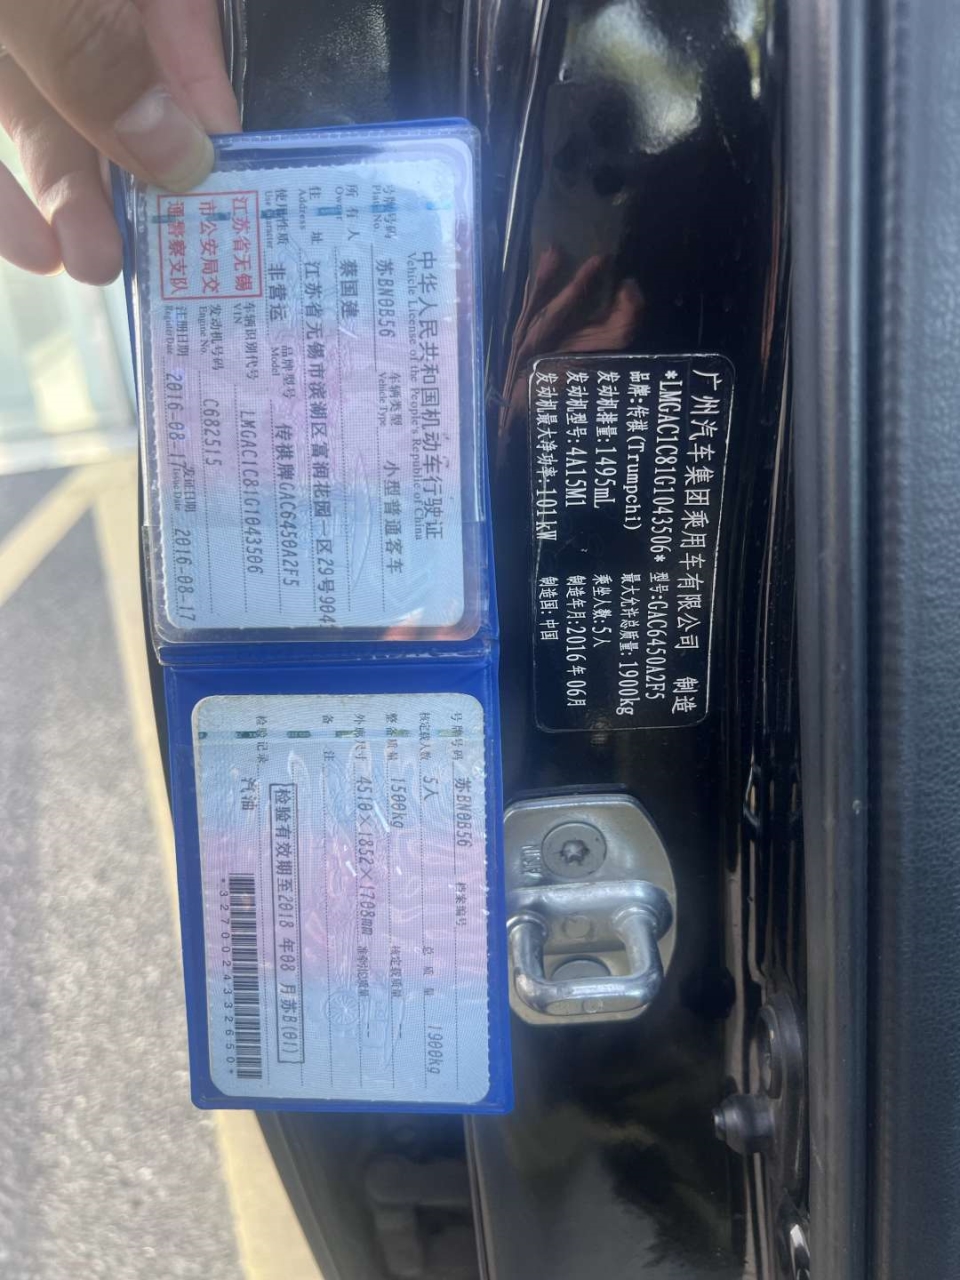 中华人民共和国机动车行驶证
Vehicle License of the People's Republic of China
号牌号码 苏BN0B56 车辆类型 小型普通客车
Plate No. Vehicle Type
所有人 蔡国建
Owner
住址 江苏省无锡市滨湖区富润花园一区29号904
Address
使用性质 非营运 品牌型号 传祺牌GAC6450A2F5
Use Character Model
江苏省无锡
市公安局交
通警察支队
车辆识别代号 LMGAC1C81G1043506
VIN
发动机号码 C682515
Engine No.
注册日期 2016-08-17 发证日期 2016-08-17
Register Date Issue Date
号牌号码 苏BN0B56 档案编号
核定载人数 5人 总质量 1900kg
整备质量 1500kg 核定载质量 --
外廓尺寸 4510×1852×1708mm 准牵引总质量 --
备注
检验有效期至2018年08月苏B(01)
检验记录 汽油
*3270024332650*
广州汽车集团乘用车有限公司 制造
*LMGAC1C81G1043506* 型号:GAC6450A2F5
品牌:传祺(Trumpchi) 最大允许总质量:1900kg
发动机排量:1495mL 乘坐人数:5人
发动机型号:4A15M1 制造年月:2016年06月
发动机最大净功率:101kW 制造国:中国